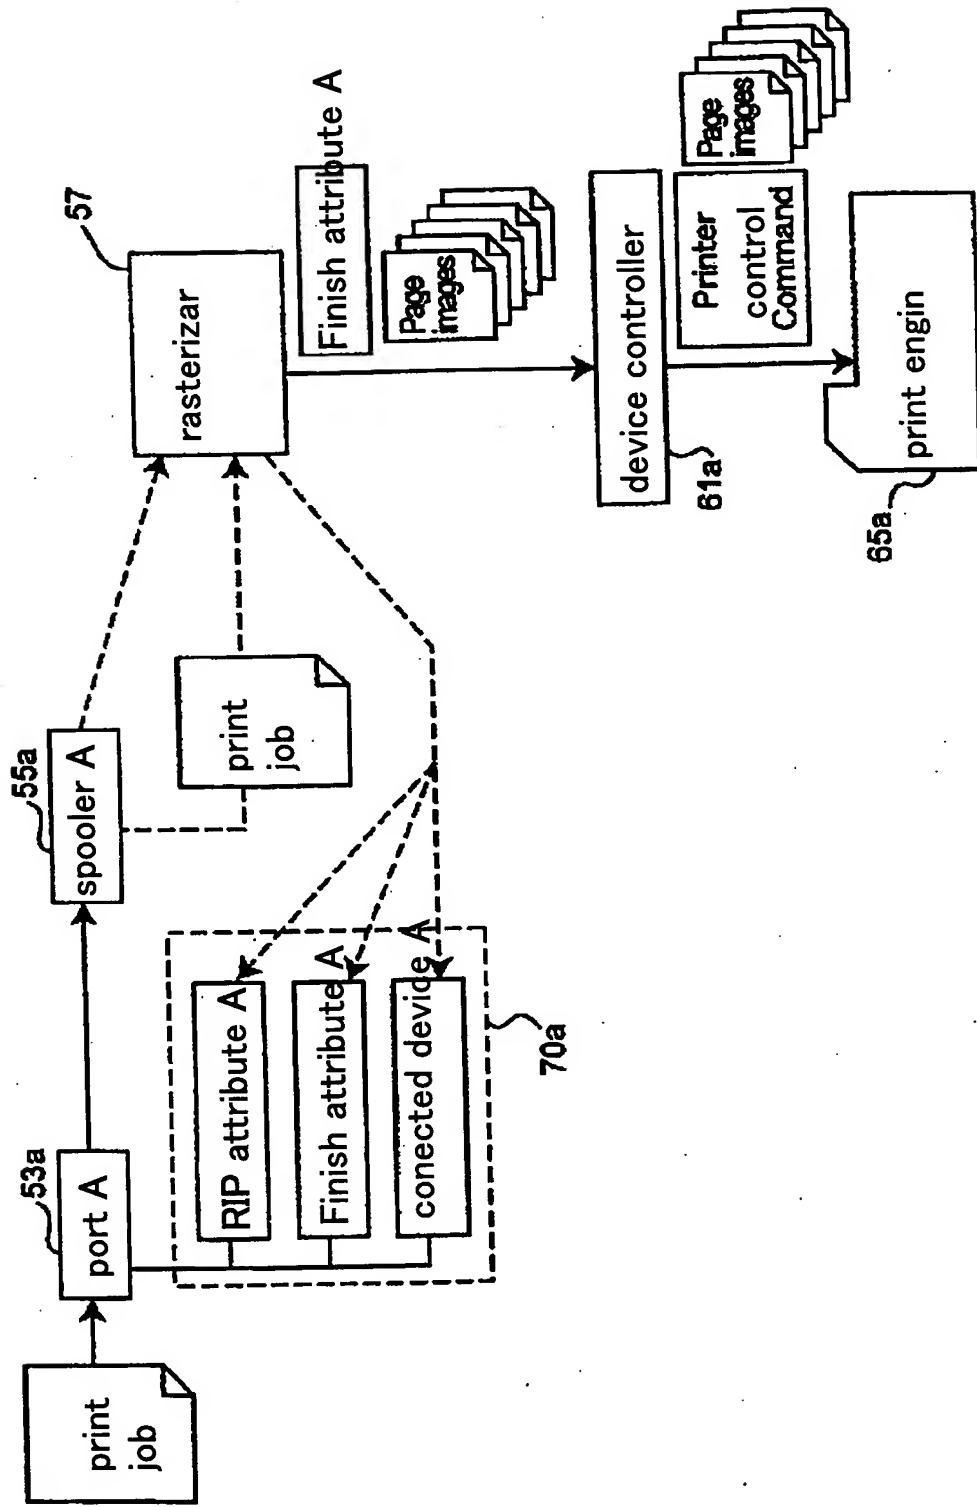 print
job
53a
port A
55a
spooler A
print
job
RIP attribute A
Finish attribute A
conected device A
70a
57
rasterizar
Finish attribute A
Page
images
device controller
61a
Printer
control
Command
Page
images
print engin
65a